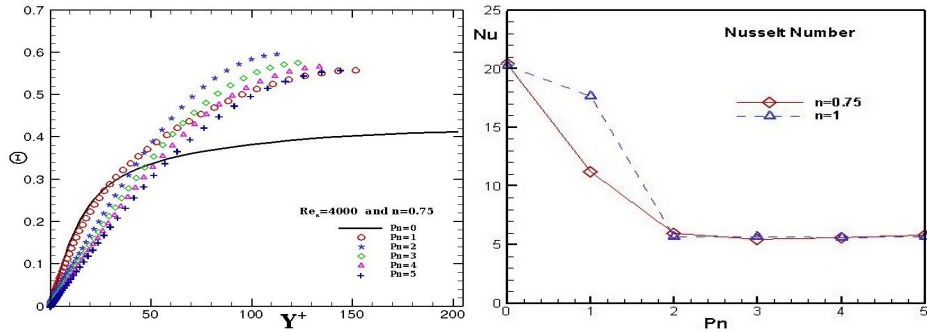 0.7
0.6
0.5
0.4
0.3
0.2
0.1
0
Θ
50
100
150
200
Y+
Reₛ=4000 and n=0.75
Pn=0
Pn=1
Pn=2
Pn=3
Pn=4
Pn=5
25
Nu
20
15
10
5
0
0
1
2
3
4
5
Pn
Nusselt Number
n=0.75
n=1